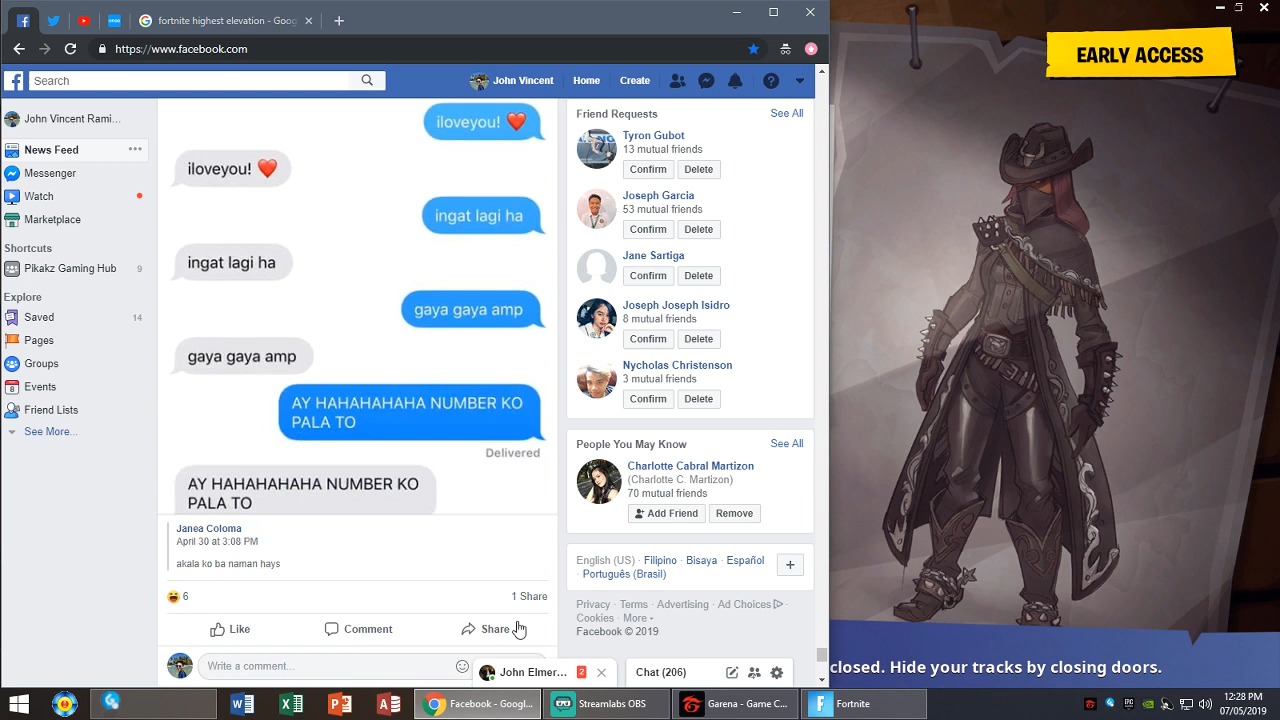 fortnite highest elevation - Goog
https://www.facebook.com
Search
John Vincent
Home
Create
John Vincent Rami...
News Feed
Messenger
Watch
Marketplace
Shortcuts
Pikakz Gaming Hub
9
Explore
Saved
14
Pages
Groups
8
Events
Friend Lists
See More...
iloveyou! ❤️
iloveyou! ❤️
ingat lagi ha
ingat lagi ha
gaya gaya amp
gaya gaya amp
AY HAHAHAHAHA NUMBER KO
PALA TO
Delivered
AY HAHAHAHAHA NUMBER KO
PALA TO
Janea Coloma
April 30 at 3:08 PM
akala ko ba naman hays
6
1 Share
Like
Comment
Share
Write a comment...
Friend Requests
See All
Tyron Gubot
13 mutual friends
Confirm
Delete
Joseph Garcia
53 mutual friends
Confirm
Delete
Jane Sartiga
Confirm
Delete
Joseph Joseph Isidro
8 mutual friends
Confirm
Delete
Nycholas Christenson
3 mutual friends
Confirm
Delete
People You May Know
See All
Charlotte Cabral Martizon
(Charlotte C. Martizon)
70 mutual friends
Add Friend
Remove
English (US) · Filipino · Bisaya · Español
· Português (Brasil)
Privacy · Terms · Advertising · Ad Choices ·
Cookies · More
Facebook © 2019
John Elmer...
2
Chat (206)
EARLY ACCESS
closed. Hide your tracks by closing doors.
Facebook - Googl...
Streamlabs OBS
Garena - Game C...
Fortnite
12:28 PM
07/05/2019